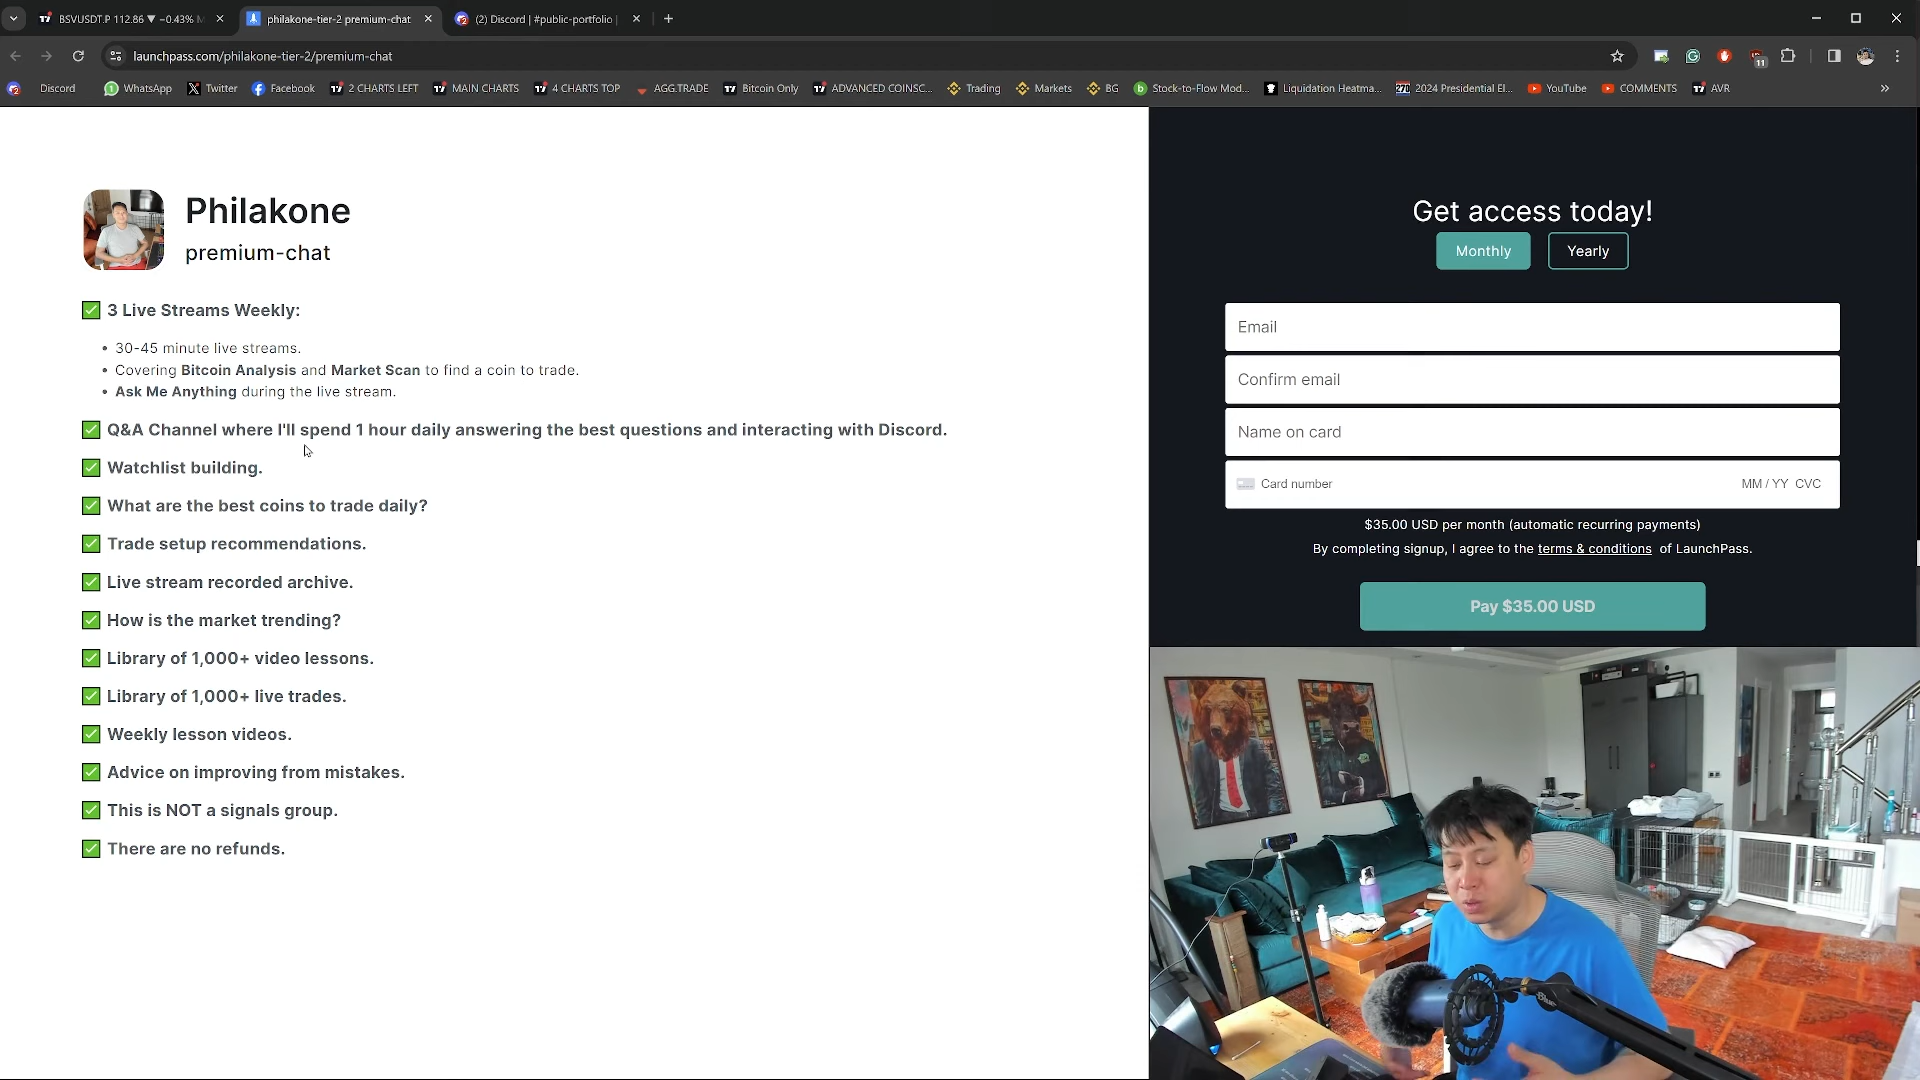 BSVUSDT.P 112.86 ▼ −0.43%
philakone-tier-2 premium-chat
(2) Discord | #public-portfolio |
launchpass.com/philakone-tier-2/premium-chat
11
Discord
WhatsApp
Twitter
Facebook
2 CHARTS LEFT
MAIN CHARTS
4 CHARTS TOP
AGG.TRADE
Bitcoin Only
ADVANCED COINSC...
Trading
Markets
BG
Stock-to-Flow Mod...
Liquidation Heatma...
2024 Presidential El...
YouTube
COMMENTS
AVR
Philakone
premium-chat
3 Live Streams Weekly:
• 30-45 minute live streams.
• Covering Bitcoin Analysis and Market Scan to find a coin to trade.
• Ask Me Anything during the live stream.
Q&A Channel where I'll spend 1 hour daily answering the best questions and interacting with Discord.
Watchlist building.
What are the best coins to trade daily?
Trade setup recommendations.
Live stream recorded archive.
How is the market trending?
Library of 1,000+ video lessons.
Library of 1,000+ live trades.
Weekly lesson videos.
Advice on improving from mistakes.
This is NOT a signals group.
There are no refunds.
Get access today!
Monthly
Yearly
Email
Confirm email
Name on card
Card number
MM / YY CVC
$35.00 USD per month (automatic recurring payments)
By completing signup, I agree to the terms & conditions of LaunchPass.
Pay $35.00 USD
Blue